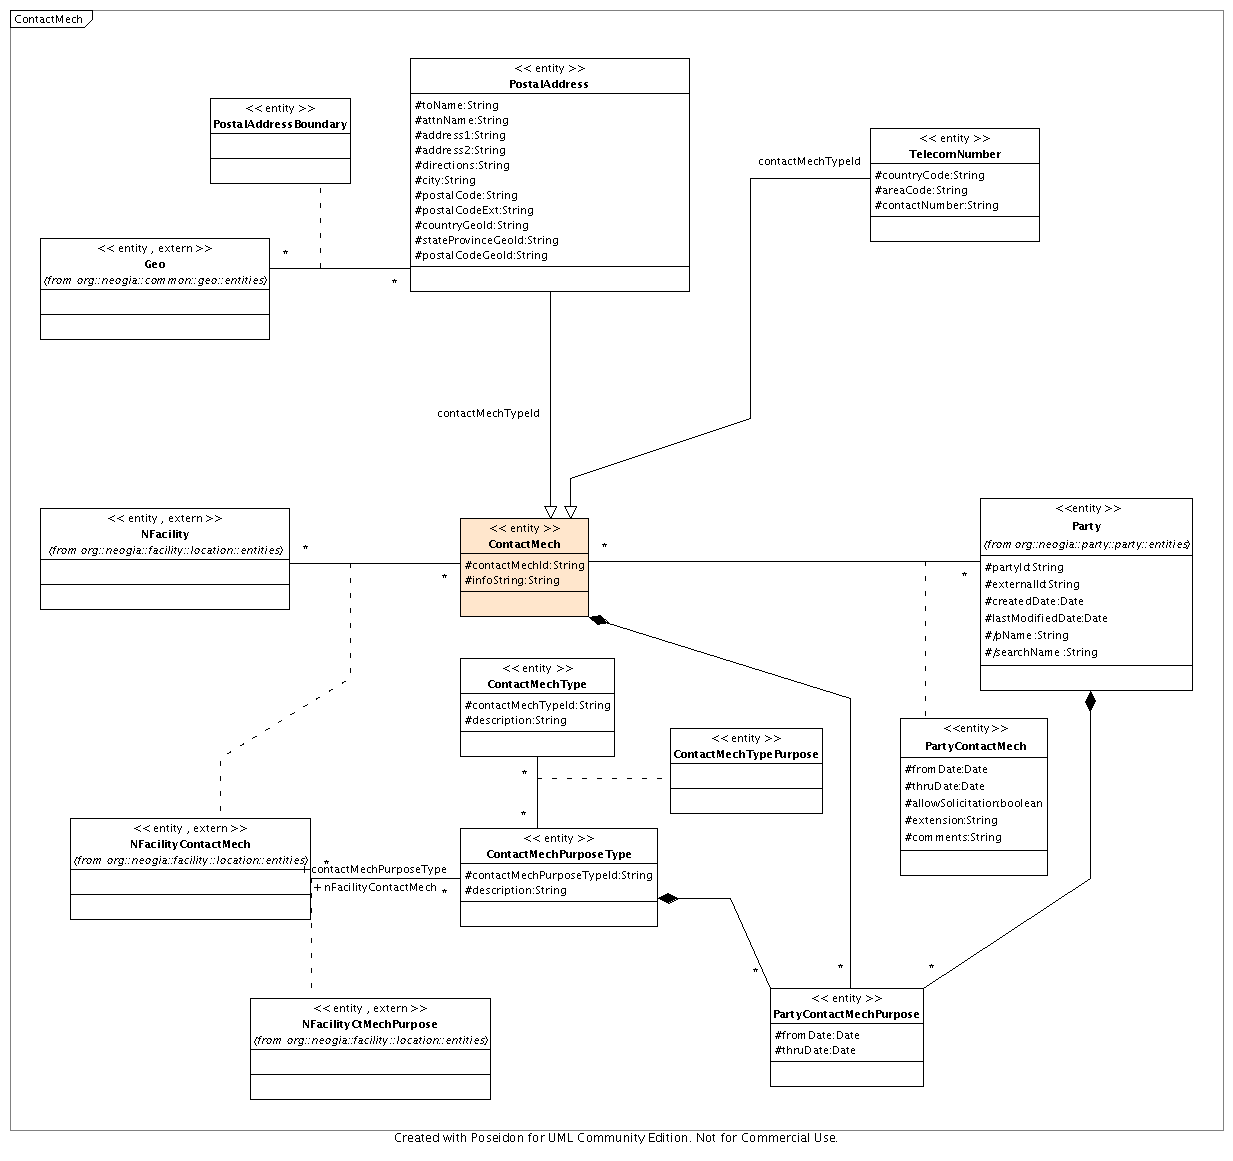 ContactMech
<< entity >>
PostalAddress
#toName:String
#attnName:String
#address1:String
#address2:String
#directions:String
#city:String
#postalCode:String
#postalCodeExt:String
#countryGeoId:String
#stateProvinceGeoId:String
#postalCodeGeoId:String
<< entity >>
PostalAddressBoundary
<< entity >>
TelecomNumber
#countryCode:String
#areaCode:String
#contactNumber:String
contactMechTypeId
<< entity , extern >>
Geo
(from org::neogia::common::geo::entities)
*
*
contactMechTypeId
<< entity , extern >>
NFacility
(from org::neogia::facility::location::entities)
*
*
<< entity >>
ContactMech
#contactMechId:String
#infoString:String
*
*
<<entity >>
Party
(from org::neogia::party::party::entities)
#partyId:String
#externalId:String
#createdDate:Date
#lastModifiedDate:Date
#/pName :String
#/searchName :String
<< entity >>
ContactMechType
#contactMechTypeId:String
#description:String
*
*
<< entity >>
ContactMechTypePurpose
<<entity >>
PartyContactMech
#fromDate:Date
#thruDate:Date
#allowSolicitation:boolean
#extension:String
#comments:String
<< entity , extern >>
NFacilityContactMech
(from org::neogia::facility::location::entities)
*
+contactMechPurposeType
+ nFacilityContactMech
*
<< entity >>
ContactMechPurposeType
#contactMechPurposeTypeId:String
#description:String
*
*
*
<< entity , extern >>
NFacilityCtMechPurpose
(from org::neogia::facility::location::entities)
<< entity >>
PartyContactMechPurpose
#fromDate:Date
#thruDate:Date
Created with Poseidon for UML Community Edition. Not for Commercial Use.